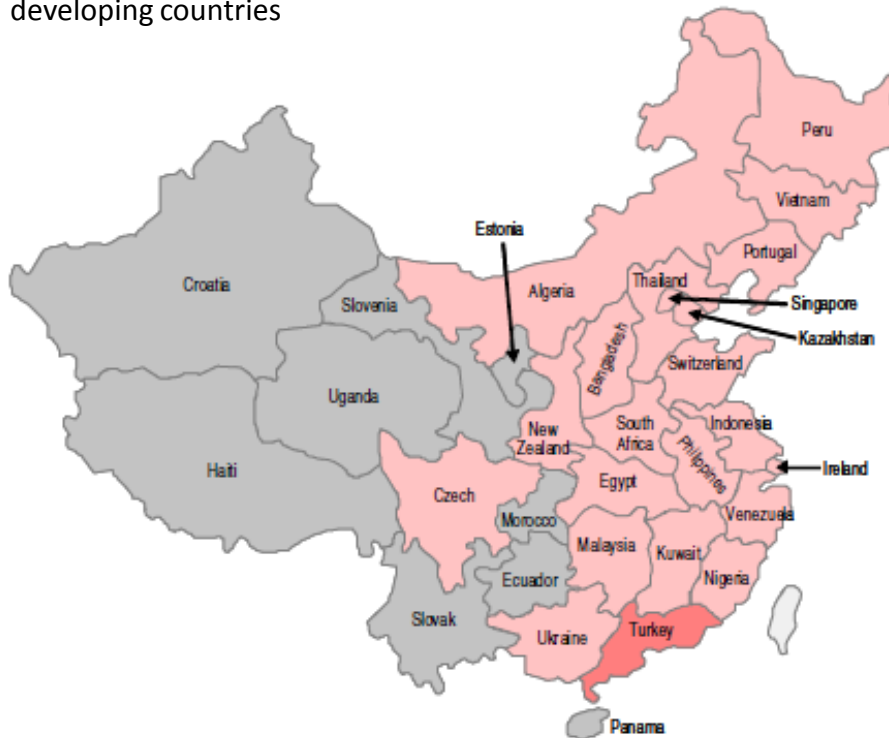 developing countries
Peru
Vietnam
Estonia
Portugal
Croatia
Slovenia
Algeria
Thailand
Singapore
Kazakhstan
Bangadesh
Switzerland
Uganda
New
Zealand
South
Africa
Indonesia
Philippines
Haiti
Czech
Egypt
Ireland
Morocco
Venezuela
Malaysia
Kuwait
Ecuador
Nigeria
Slovak
Ukraine
Turkey
Panama